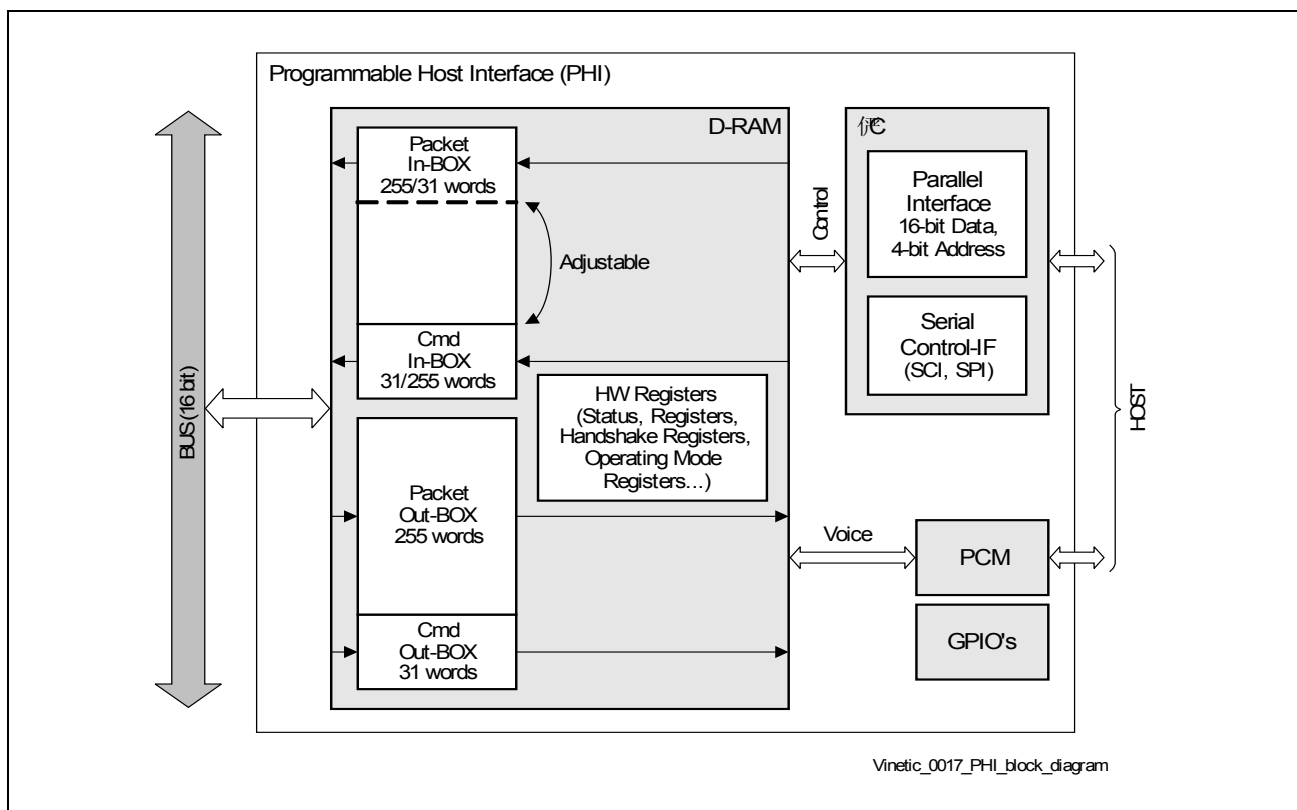 Programmable Host Interface (PHI)
D-RAM
Packet
In-BOX
255/31 words
Adjustable
Cmd
In-BOX
31/255 words
HW Registers
(Status, Registers,
Handshake Registers,
Operating Mode
Registers...)
Packet
Out-BOX
255 words
Cmd
Out-BOX
31 words
BUS (16 bit)
Control
Parallel
Interface
16-bit Data,
4-bit Address
Serial
Control-IF
(SCI, SPI)
HOST
Voice
PCM
GPIO's
Vinetic_0017_PHI_block_diagram